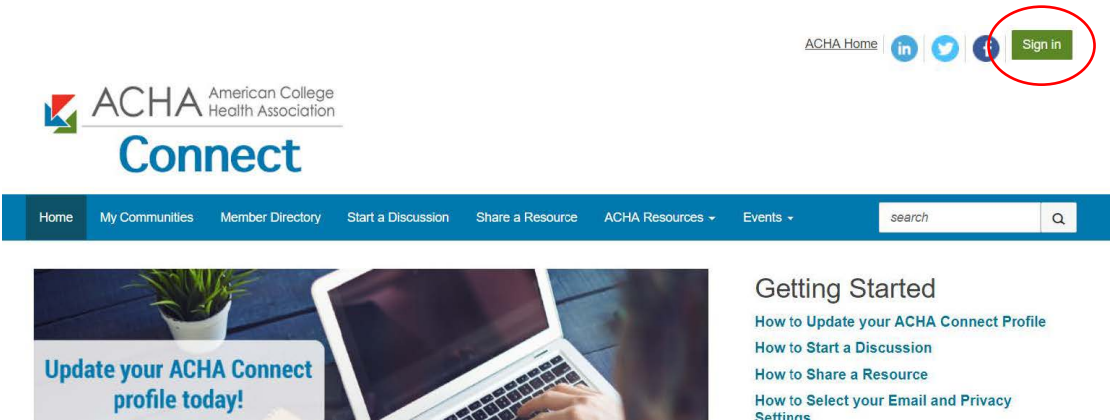 ACHA Home
Sign in
ACHA American College
Health Association
Connect
Home My Communities Member Directory Start a Discussion Share a Resource ACHA Resources Events search
Update your ACHA Connect
profile today!
Getting Started
How to Update your ACHA Connect Profile
How to Start a Discussion
How to Share a Resource
How to Select your Email and Privacy
Settings